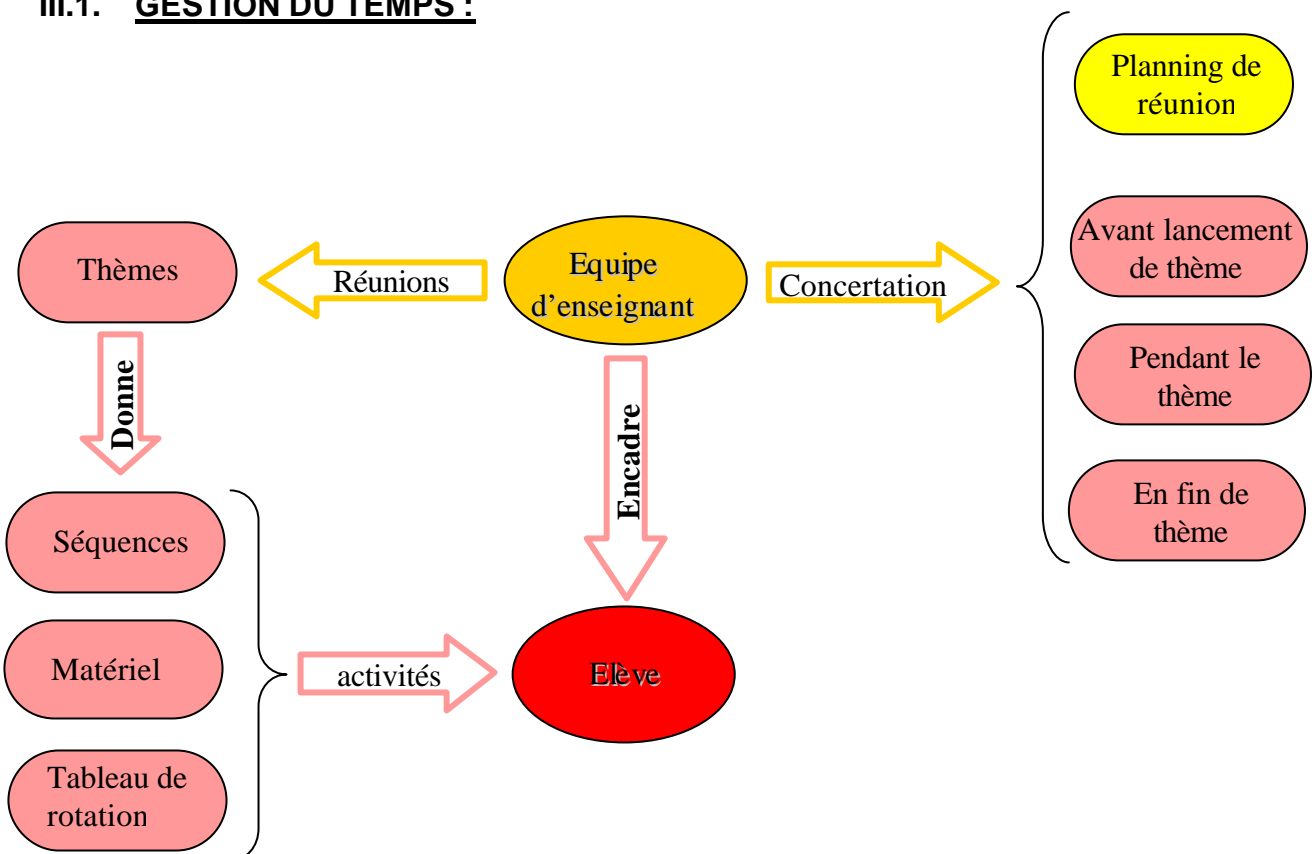 III.1. GESTION DU TEMPS :
Planning de
réunion
Avant lancement
de thème
Thèmes
Réunions
Equipe
d’enseignant
Concertation
Pendant le
thème
Donne
Encadre
En fin de
thème
Séquences
Matériel
activités
Elève
Tableau de
rotation